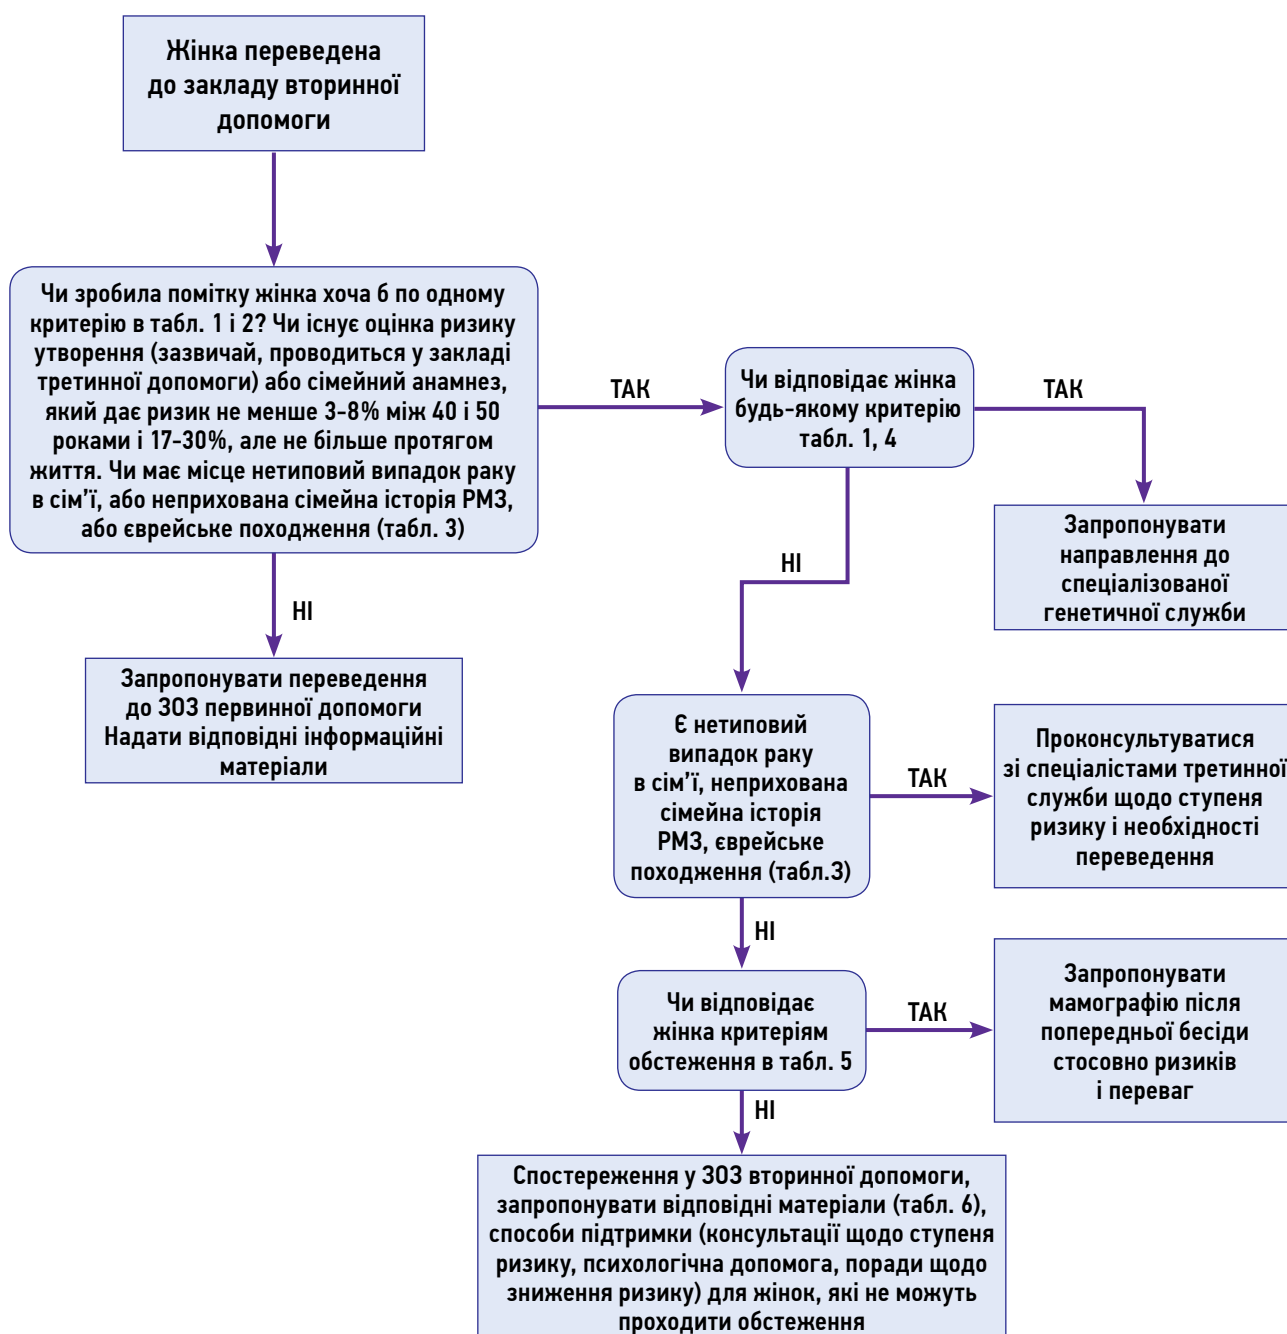 Жінка переведена
до закладу вторинної
допомоги
Чи зробила помітку жінка хоча б по одному
критерію в табл. 1 і 2? Чи існує оцінка ризику
утворення (зазвичай, проводиться у закладі
третинної допомоги) або сімейний анамнез,
який дає ризик не менше 3-8% між 40 і 50
роками і 17-30%, але не більше протягом
життя. Чи має місце нетиповий випадок раку
в сім’ї, або неприхована сімейна історія РМЗ,
або єврейське походження (табл. 3)
ТАК
Чи відповідає жінка
будь-якому критерію
табл. 1, 4
ТАК
Запропонувати
направлення до
спеціалізованої
генетичної служби
НІ
НІ
Запропонувати переведення
до ЗОЗ первинної допомоги
Надати відповідні інформаційні
матеріали
Є нетиповий
випадок раку
в сім’ї, неприхована
сімейна історія
РМЗ, єврейське
походження (табл.3)
ТАК
Проконсультуватися
зі спеціалістами третинної
служби щодо ступеня
ризику і необхідності
переведення
НІ
Чи відповідає
жінка критеріям
обстеження в табл. 5
ТАК
Запропонувати
мамографію після
попередньої бесіди
стосовно ризиків
і переваг
НІ
Спостереження у ЗОЗ вторинної допомоги,
запропонувати відповідні матеріали (табл. 6),
способи підтримки (консультації щодо ступеня
ризику, психологічна допомога, поради щодо
зниження ризику) для жінок, які не можуть
проходити обстеження